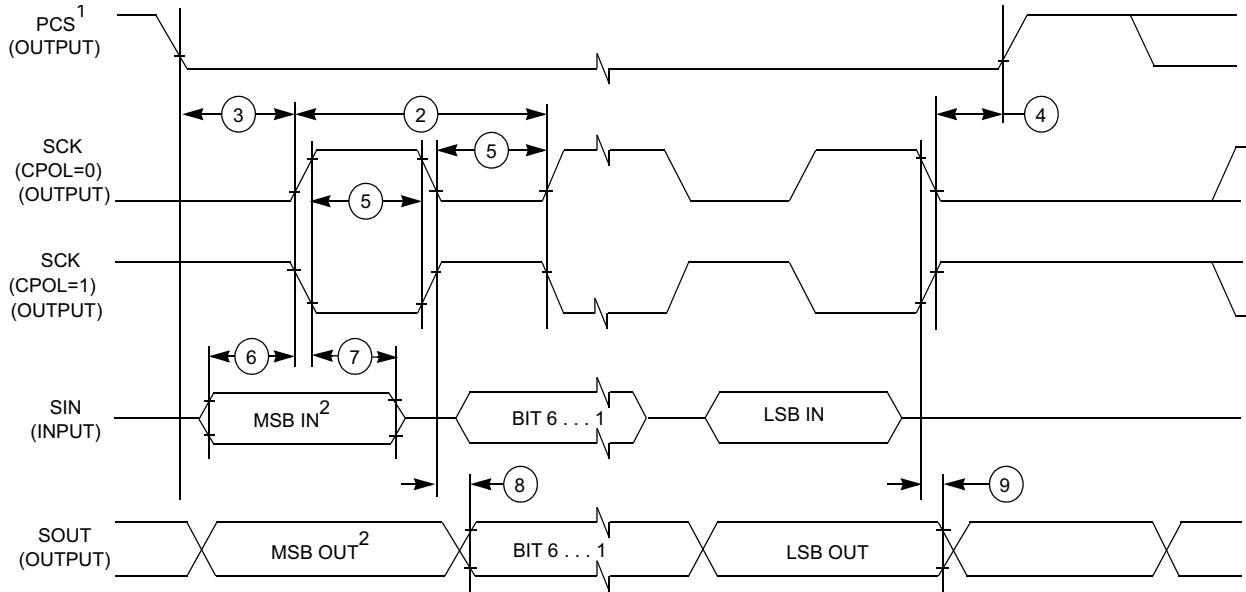 PCS1
(OUTPUT)
3
2
4
SCK
(CPOL=0)
(OUTPUT)
5
5
SCK
(CPOL=1)
(OUTPUT)
6
7
SIN
(INPUT)
MSB IN2
BIT 6 . . . 1
LSB IN
8
9
SOUT
(OUTPUT)
MSB OUT2
BIT 6 . . . 1
LSB OUT